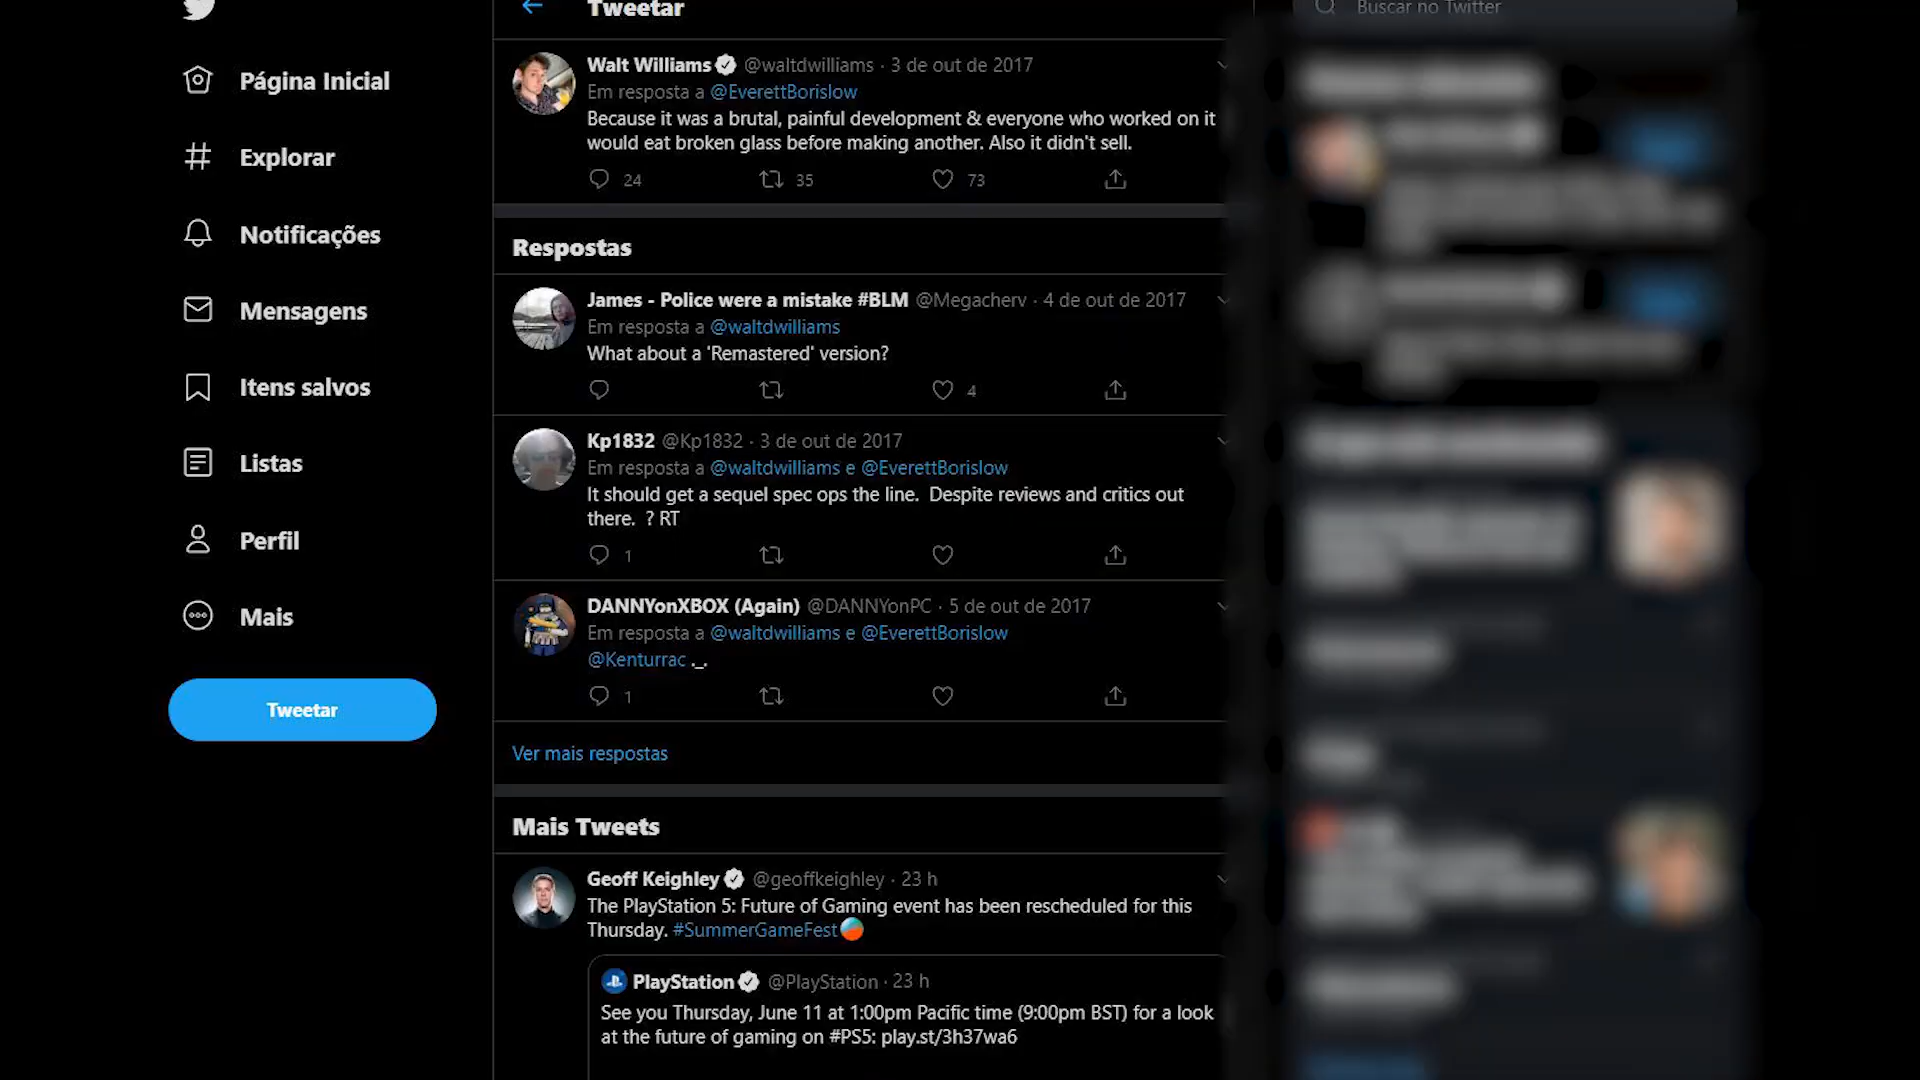 Tweetar
Buscar no Twitter
Página Inicial
Explorar
Notificações
Mensagens
Itens salvos
Listas
Perfil
Mais
Tweetar
Walt Williams @waltdwilliams · 3 de out de 2017
Em resposta a @EverettBorislow
Because it was a brutal, painful development & everyone who worked on it
would eat broken glass before making another. Also it didn't sell.
24 35 73
Respostas
James - Police were a mistake #BLM @Megacherv · 4 de out de 2017
Em resposta a @waltdwilliams
What about a 'Remastered' version?
4
Kp1832 @Kp1832 · 3 de out de 2017
Em resposta a @waltdwilliams e @EverettBorislow
It should get a sequel spec ops the line. Despite reviews and critics out
there. ? RT
1
DANNYonXBOX (Again) @DANNYonPC · 5 de out de 2017
Em resposta a @waltdwilliams e @EverettBorislow
@Kenturrac ._.
1
Ver mais respostas
Mais Tweets
Geoff Keighley @geoffkeighley · 23 h
The PlayStation 5: Future of Gaming event has been rescheduled for this
Thursday. #SummerGameFest
PlayStation @PlayStation · 23 h
See you Thursday, June 11 at 1:00pm Pacific time (9:00pm BST) for a look
at the future of gaming on #PS5: play.st/3h37wa6